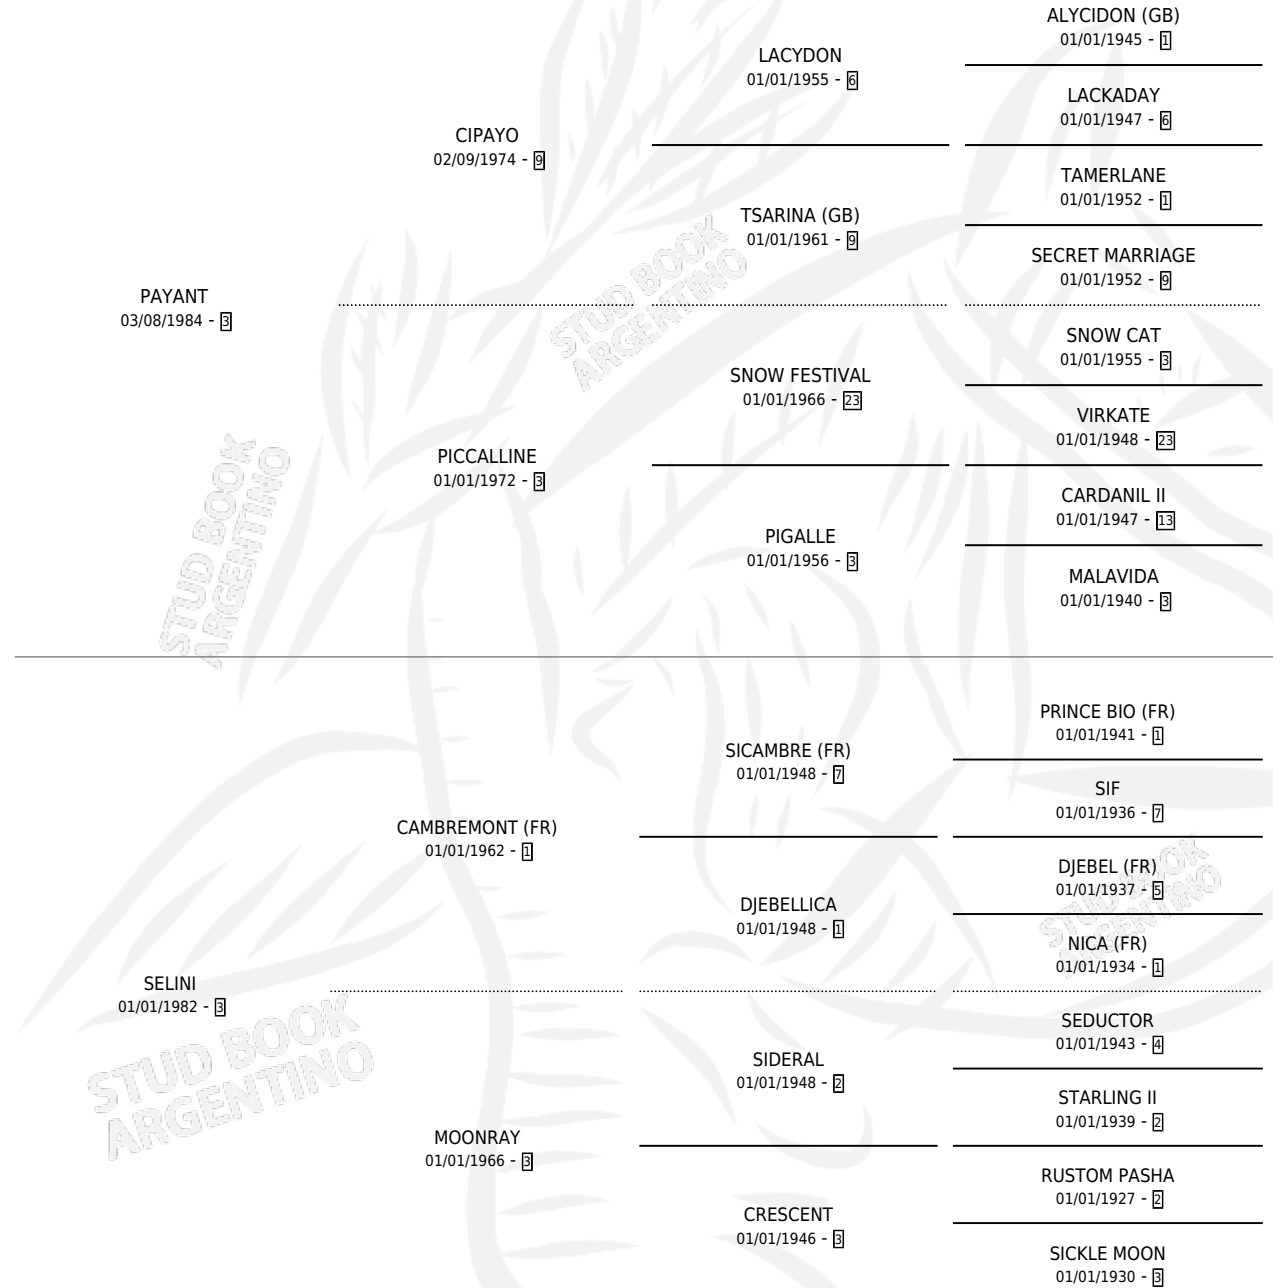 ALYCIDON (GB)
01/01/1945 - 1
LACYDON
01/01/1955 - 6
LACKADAY
01/01/1947 - 6
CIPAYO
02/09/1974 - 9
TAMERLANE
01/01/1952 - 1
TSARINA (GB)
01/01/1961 - 9
SECRET MARRIAGE
01/01/1952 - 9
PAYANT
03/08/1984 - 3
SNOW CAT
01/01/1955 - 3
SNOW FESTIVAL
01/01/1966 - 23
VIRKATE
01/01/1948 - 23
PICCALLINE
01/01/1972 - 3
CARDANIL II
01/01/1947 - 13
PIGALLE
01/01/1956 - 3
MALAVIDA
01/01/1940 - 3
PRINCE BIO (FR)
01/01/1941 - 1
SICAMBRE (FR)
01/01/1948 - 7
SIF
01/01/1936 - 7
CAMBREMONT (FR)
01/01/1962 - 1
DJEBEL (FR)
01/01/1937 - 5
DJEBELLICA
01/01/1948 - 1
NICA (FR)
01/01/1934 - 1
SELINI
01/01/1982 - 3
SEDUCTOR
01/01/1943 - 4
SIDERAL
01/01/1948 - 2
STARLING II
01/01/1939 - 2
MOONRAY
01/01/1966 - 3
RUSTOM PASHA
01/01/1927 - 2
CRESCENT
01/01/1946 - 3
SICKLE MOON
01/01/1930 - 3
STUD BOOK
ARGENTINO
STUD BOOK
ARGENTINO
STUD BOOK
ARGENTINO
STUD BOOK
ARGENTINO